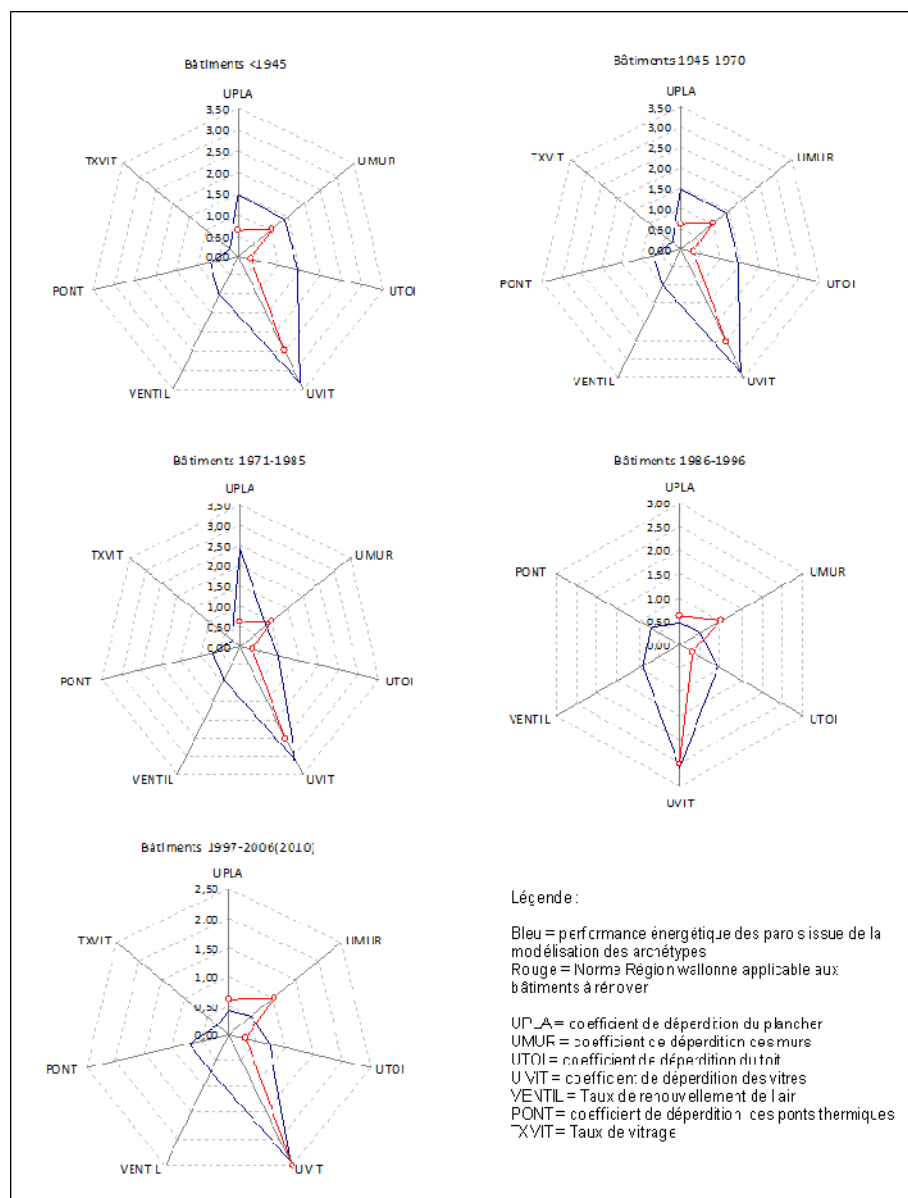 Bâtiments <1945
UPLA
3,50
3,00
2,50
2,00
1,50
1,00
0,50
0,00
UMUR
UTOI
UVIT
VENTIL
PONT
TXVIT
Bâtiments 1945-1970
UPLA
3,50
3,00
2,50
2,00
1,50
1,00
0,50
0,00
UMUR
UTOI
UVIT
VENTIL
PONT
TXVIT
Bâtiments 1971-1985
UPLA
3,50
3,00
2,50
2,00
1,50
1,00
0,50
0,00
UMUR
UTOI
UVIT
VENTIL
PONT
TXVIT
Bâtiments 1986-1996
UPLA
3,00
2,50
2,00
1,50
1,00
0,50
0,00
UMUR
UTOI
UVIT
VENTIL
PONT
Bâtiments 1997-2006(2010)
UPLA
2,50
2,00
1,50
1,00
0,50
0,00
UMUR
UTOI
UVIT
VENTIL
PONT
TXVIT
Légende :
Bleu = performance énergétique des parois issue de la
modélisation des archétypes
Rouge = Norme Région wallonne applicable aux
bâtiments à rénover
UPLA = coefficient de déperdition du plancher
UMUR = coefficient de déperdition des murs
UTOI = coefficient de déperdition du toit
UVIT = coefficient de déperdition des vitres
VENTIL = Taux de renouvellement de l'air
PONT = coefficient de déperdition des ponts thermiques
TXVIT = Taux de vitrage